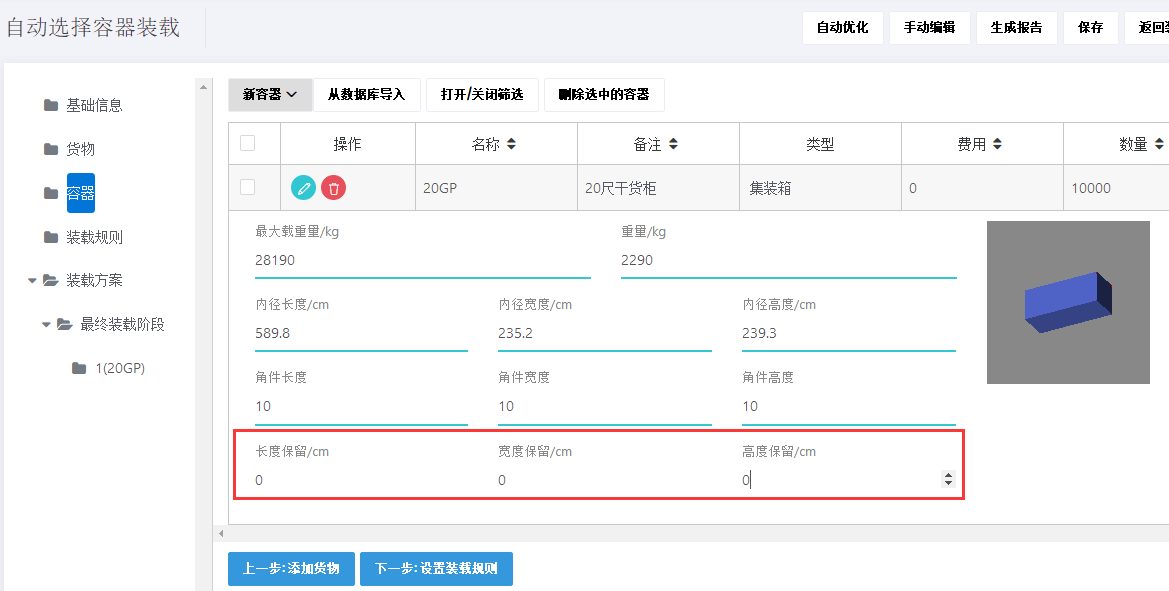 自动选择容器装载
自动优化 手动编辑 生成报告 保存 返回
基础信息
货物
容器
装载规则
装载方案
最终装载阶段
1(20GP)
新容器 从数据库导入 打开/关闭筛选 删除选中的容器
操作 名称 备注 类型 费用 数量
20GP 20尺干货柜 集装箱 0 10000
最大载重量/kg 重量/kg
28190 2290
内径长度/cm 内径宽度/cm 内径高度/cm
589.8 235.2 239.3
角件长度 角件宽度 角件高度
10 10 10
长度保留/cm 宽度保留/cm 高度保留/cm
0 0 0
上一步:添加货物 下一步:设置装载规则